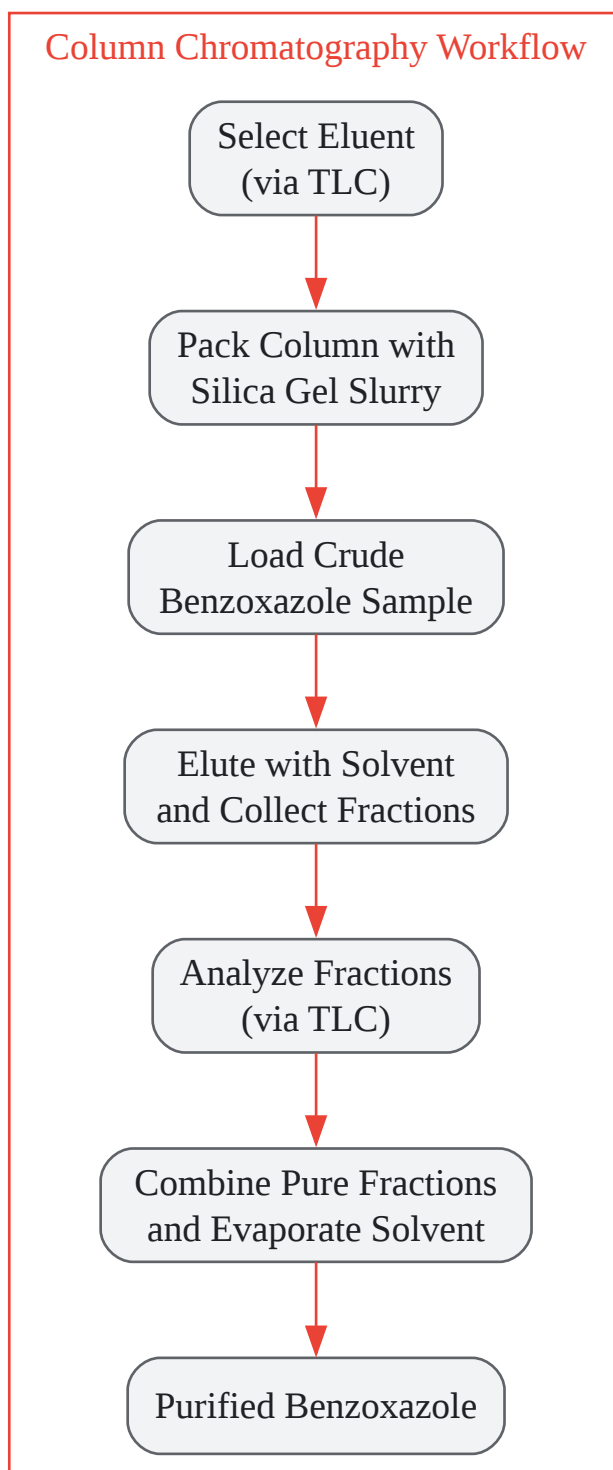 Column Chromatography Workflow
Select Eluent
(via TLC)
Pack Column with
Silica Gel Slurry
Load Crude
Benzoxazole Sample
Elute with Solvent
and Collect Fractions
Analyze Fractions
(via TLC)
Combine Pure Fractions
and Evaporate Solvent
Purified Benzoxazole